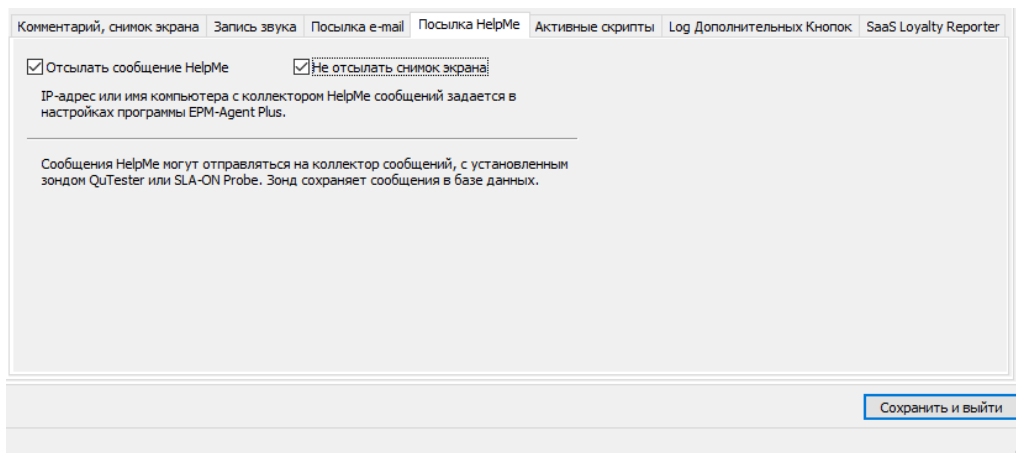 Комментарий, снимок экрана Запись звука Посылка e-mail Посылка HelpMe Активные скрипты Log Дополнительных Кнопок SaaS Loyalty Reporter
Отсылать сообщение HelpMe Не отсылать снимок экрана
IP-адрес или имя компьютера с коллектором HelpMe сообщений задается в
настройках программы EPM-Agent Plus.
Сообщения HelpMe могут отправляться на коллектор сообщений, с установленным
зондом QuTester или SLA-ON Probe. Зонд сохраняет сообщения в базе данных.
Сохранить и выйти